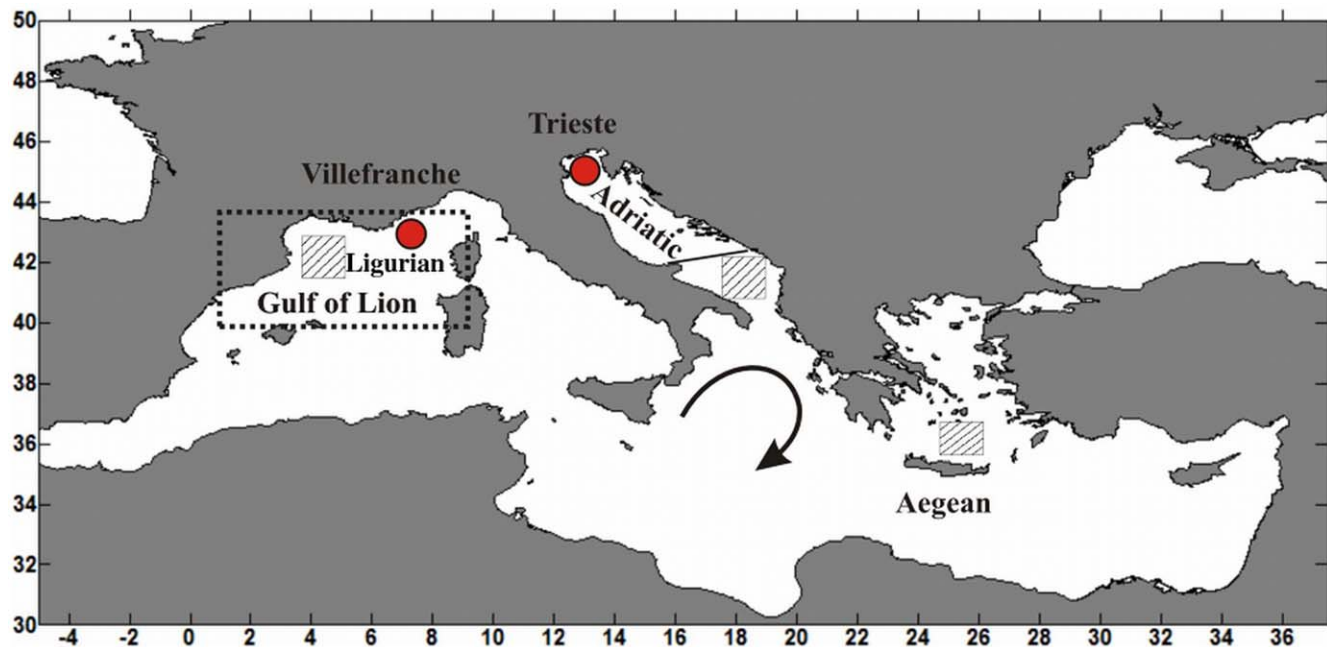 50
48
46
44
42
40
38
36
34
32
30
Trieste
Villefranche
Adriatic
Ligurian
Gulf of Lion
Aegean
-4 -2 0 2 4 6 8 10 12 14 16 18 20 22 24 26 28 30 32 34 36